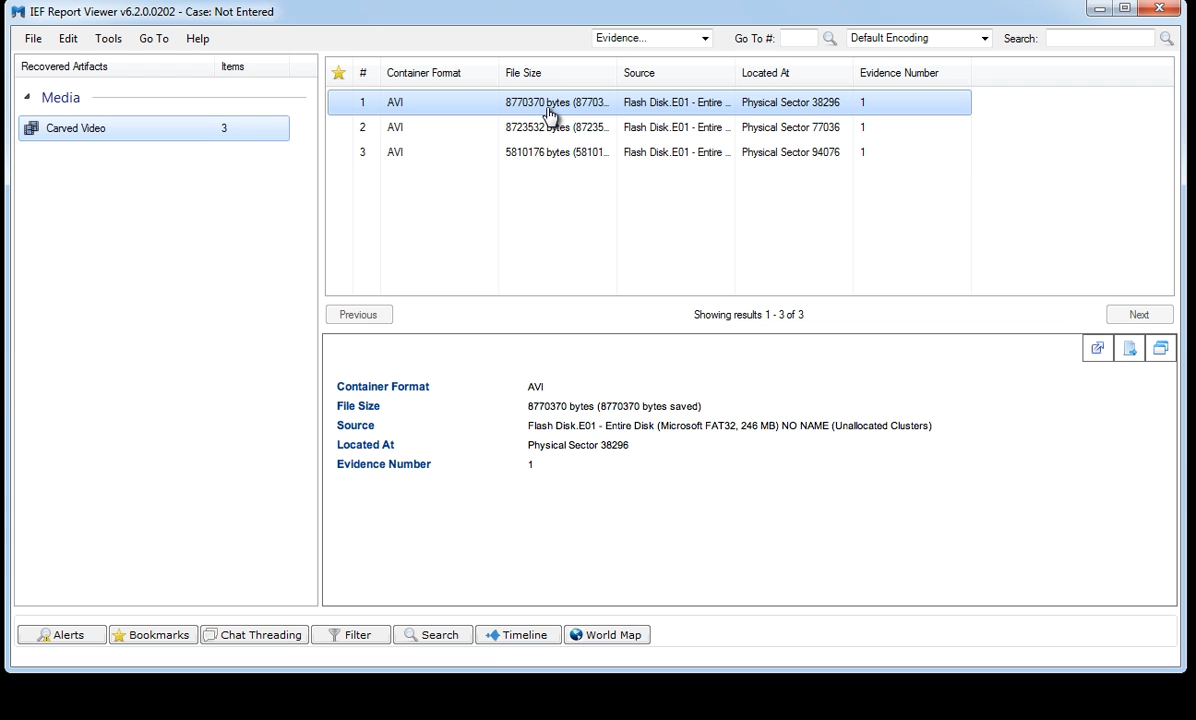 IEF Report Viewer v6.2.0.0202 - Case: Not Entered
File Edit Tools Go To Help Evidence... Go To #: Default Encoding Search:
Recovered Artifacts Items
Media
Carved Video 3
# Container Format File Size Source Located At Evidence Number
1 AVI 8770370 bytes (87703... Flash Disk.E01 - Entire ... Physical Sector 38296 1
2 AVI 8723532 bytes (87235... Flash Disk.E01 - Entire ... Physical Sector 77036 1
3 AVI 5810176 bytes (58101... Flash Disk.E01 - Entire ... Physical Sector 94076 1
Previous Showing results 1 - 3 of 3 Next
Container Format AVI
File Size 8770370 bytes (8770370 bytes saved)
Source Flash Disk.E01 - Entire Disk (Microsoft FAT32, 246 MB) NO NAME (Unallocated Clusters)
Located At Physical Sector 38296
Evidence Number 1
Alerts Bookmarks Chat Threading Filter Search Timeline World Map